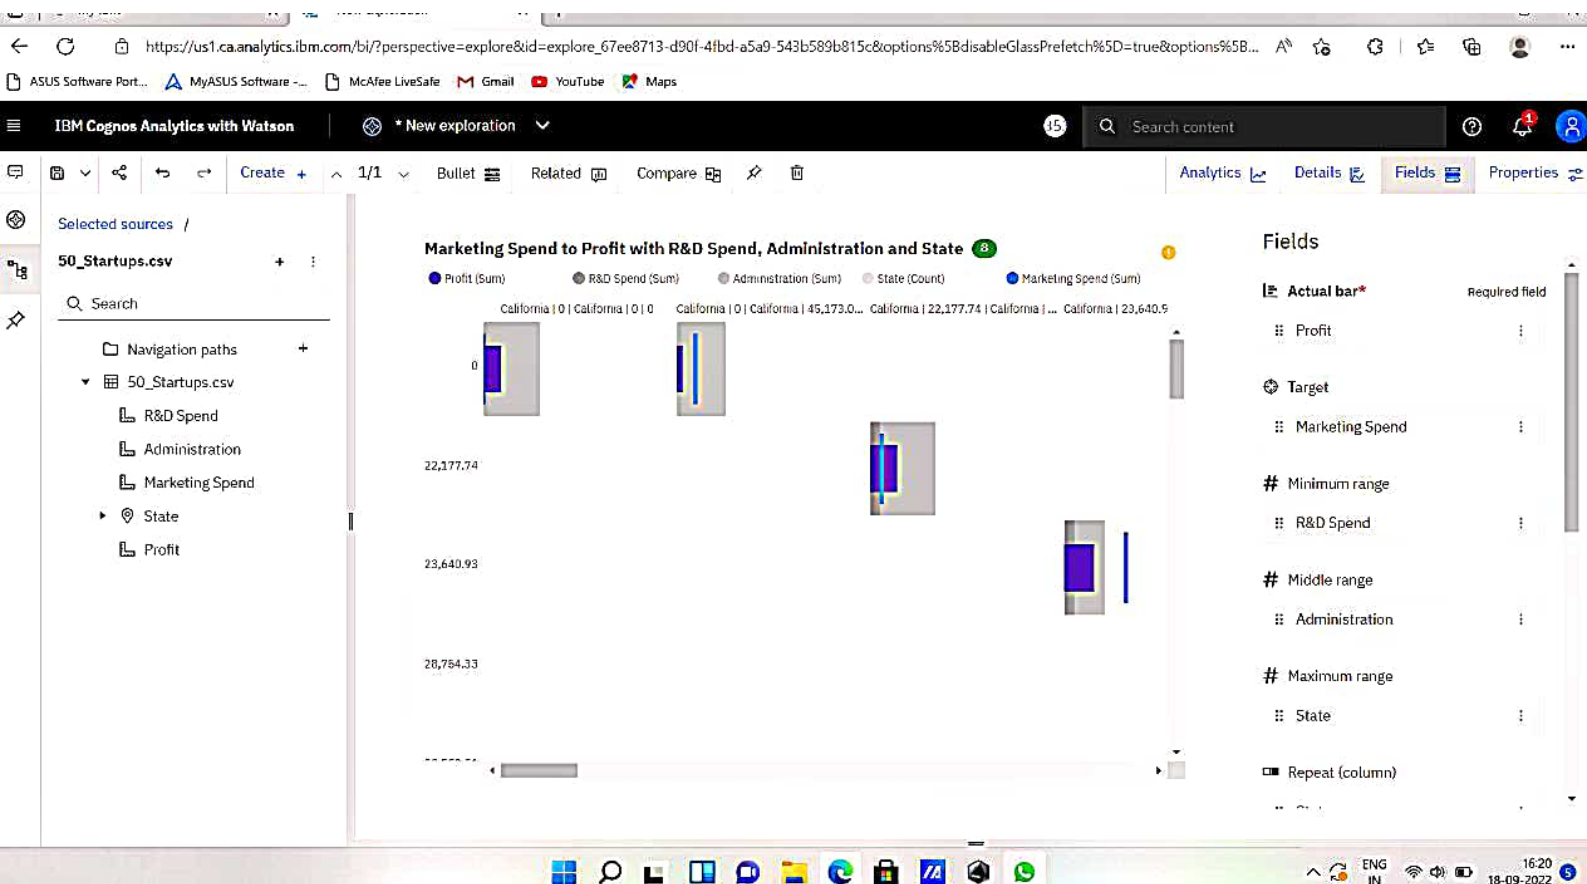 https://us1.ca.analytics.ibm.com/bi/?perspective=explore&id=explore_67ee8713-d90f-4fbd-a5a9-543b589b815c&options%5BdisableGlassPrefetch%5D=true&options%5B...
ASUS Software Port... MyASUS Software -... McAfee LiveSafe Gmail YouTube Maps
IBM Cognos Analytics with Watson * New exploration Search content 1
Create + 1/1 Bullet Related Compare Analytics Details Fields Properties
Selected sources /
50_Startups.csv
Search
Navigation paths
50_Startups.csv
R&D Spend
Administration
Marketing Spend
State
Profit
Marketing Spend to Profit with R&D Spend, Administration and State 8
Profit (Sum) R&D Spend (Sum) Administration (Sum) State (Count) Marketing Spend (Sum)
California | 0 | California | 0 | 0 California | 0 | California | 45,173.0... California | 22,177.74 | California | ... California | 23,640.9
0
22,177.74
23,640.93
28,754.33
Fields
Actual bar* Required field
Profit
Target
Marketing Spend
Minimum range
R&D Spend
Middle range
Administration
Maximum range
State
Repeat (column)
ENG
IN
16:20
18-09-2022
5